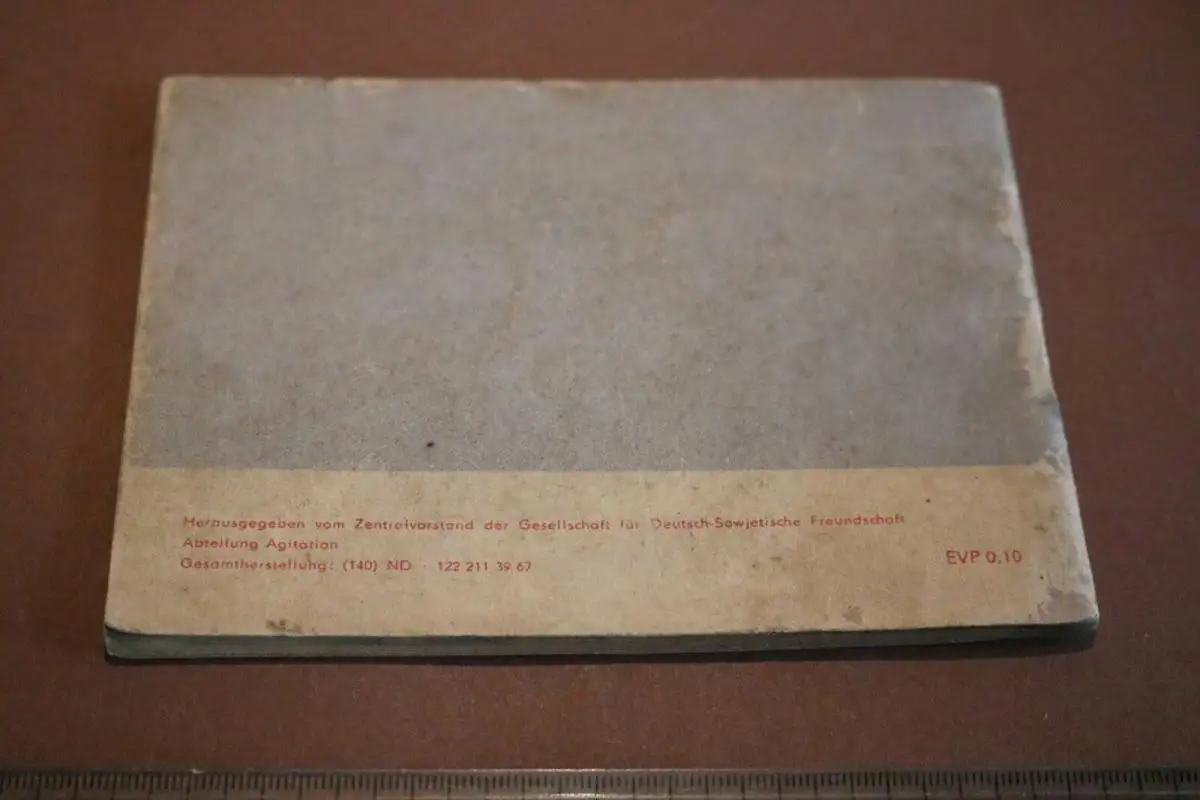 Herausgegeben vom Zentralvorstand der Gesellschaft für Deutsch-Sowjetische Freundschaft
Abteilung Agitation
Gesamtherstellung: (140) ND · 122 211 39 67
EVP 0,10